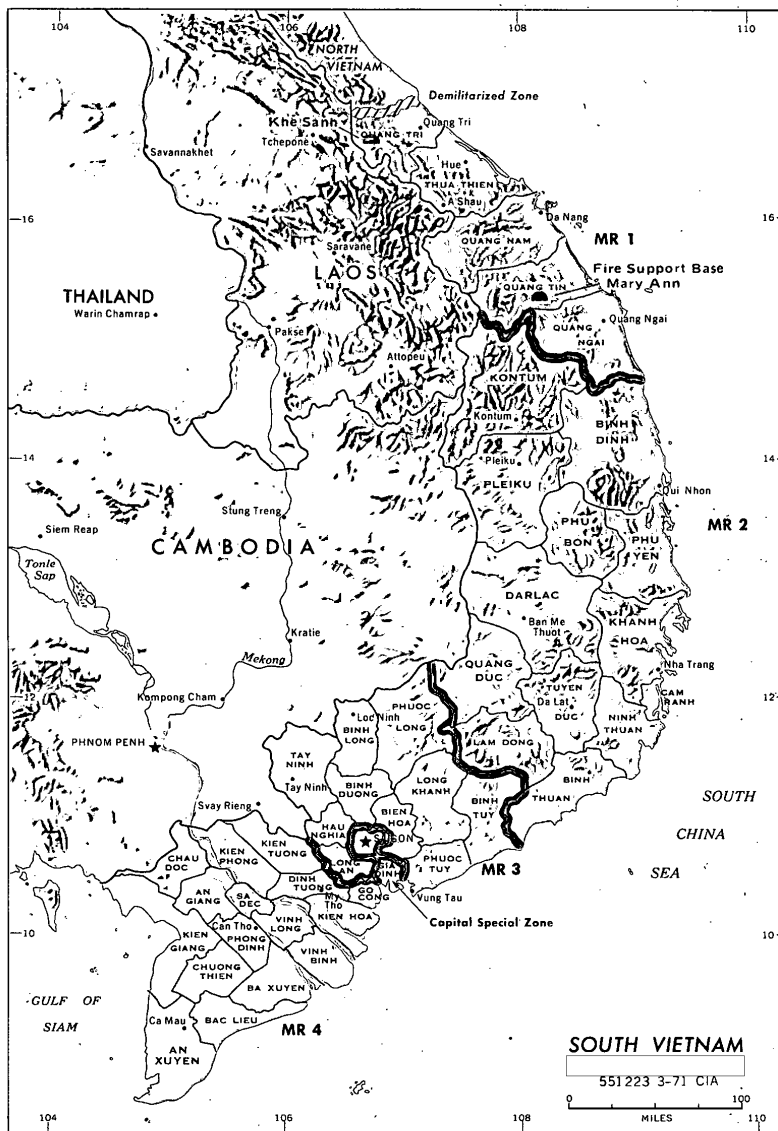 104
106
108
110
NORTH
VIETNAM
Demilitarized Zone
Khe Sanh
Quang Tri
QUANG TRI
Tchepone
Savannakhet
Hue
THUA THIEN
A Shau
16
16
Da Nang
QUANG NAM
MR 1
Saravane
LAOS
Fire Support Base
Mary Ann
QUANG TIN
THAILAND
Warin Chamrap
Pakse
QUANG
NGAI
Quang Ngai
Attopeu
KONTUM
Kontum
BINH
DINH
14
14
Pleiku
PLEIKU
Qui Nhon
Stung Treng
Siem Reap
PHU
BON
PHU
YEN
MR 2
CAMBODIA
Tonle
Sap
DARLAC
Ban Me
Thuot
KHANH
HOA
Kratie
Mekong
QUANG
DUC
Nha Trang
12
12
Kompong Cham
TUYEN
Da Lat
DUC
CAM
RANH
PHUOC
LONG
Loc Ninh
BINH
LONG
NINH
THUAN
PHNOM PENH
LAM DONG
TAY
NINH
Tay Ninh
BINH
DUONG
LONG
KHANH
BINH
TUY
BINH
THUAN
Svay Rieng
BIEN
HOA
HAU
NGHIA
SAIGON
SOUTH
CHINA
SEA
CHAU
DOC
KIEN
PHONG
KIEN
TUONG
LONG
AN
GIA
DINH
PHUOC
TUY
MR 3
AN
GIANG
SA
DEC
DINH
TUONG
My
Tho
GO
CONG
Vung Tau
KIEN HOA
Capital Special Zone
10
10
KIEN
GIANG
Can Tho
PHONG
DINH
VINH
LONG
VINH
BINH
CHUONG
THIEN
BA XUYEN
GULF OF
SIAM
Ca Mau
BAC LIEU
MR 4
AN
XUYEN
SOUTH VIETNAM
551223 3-71 CIA
0
100
MILES
104
106
108
110